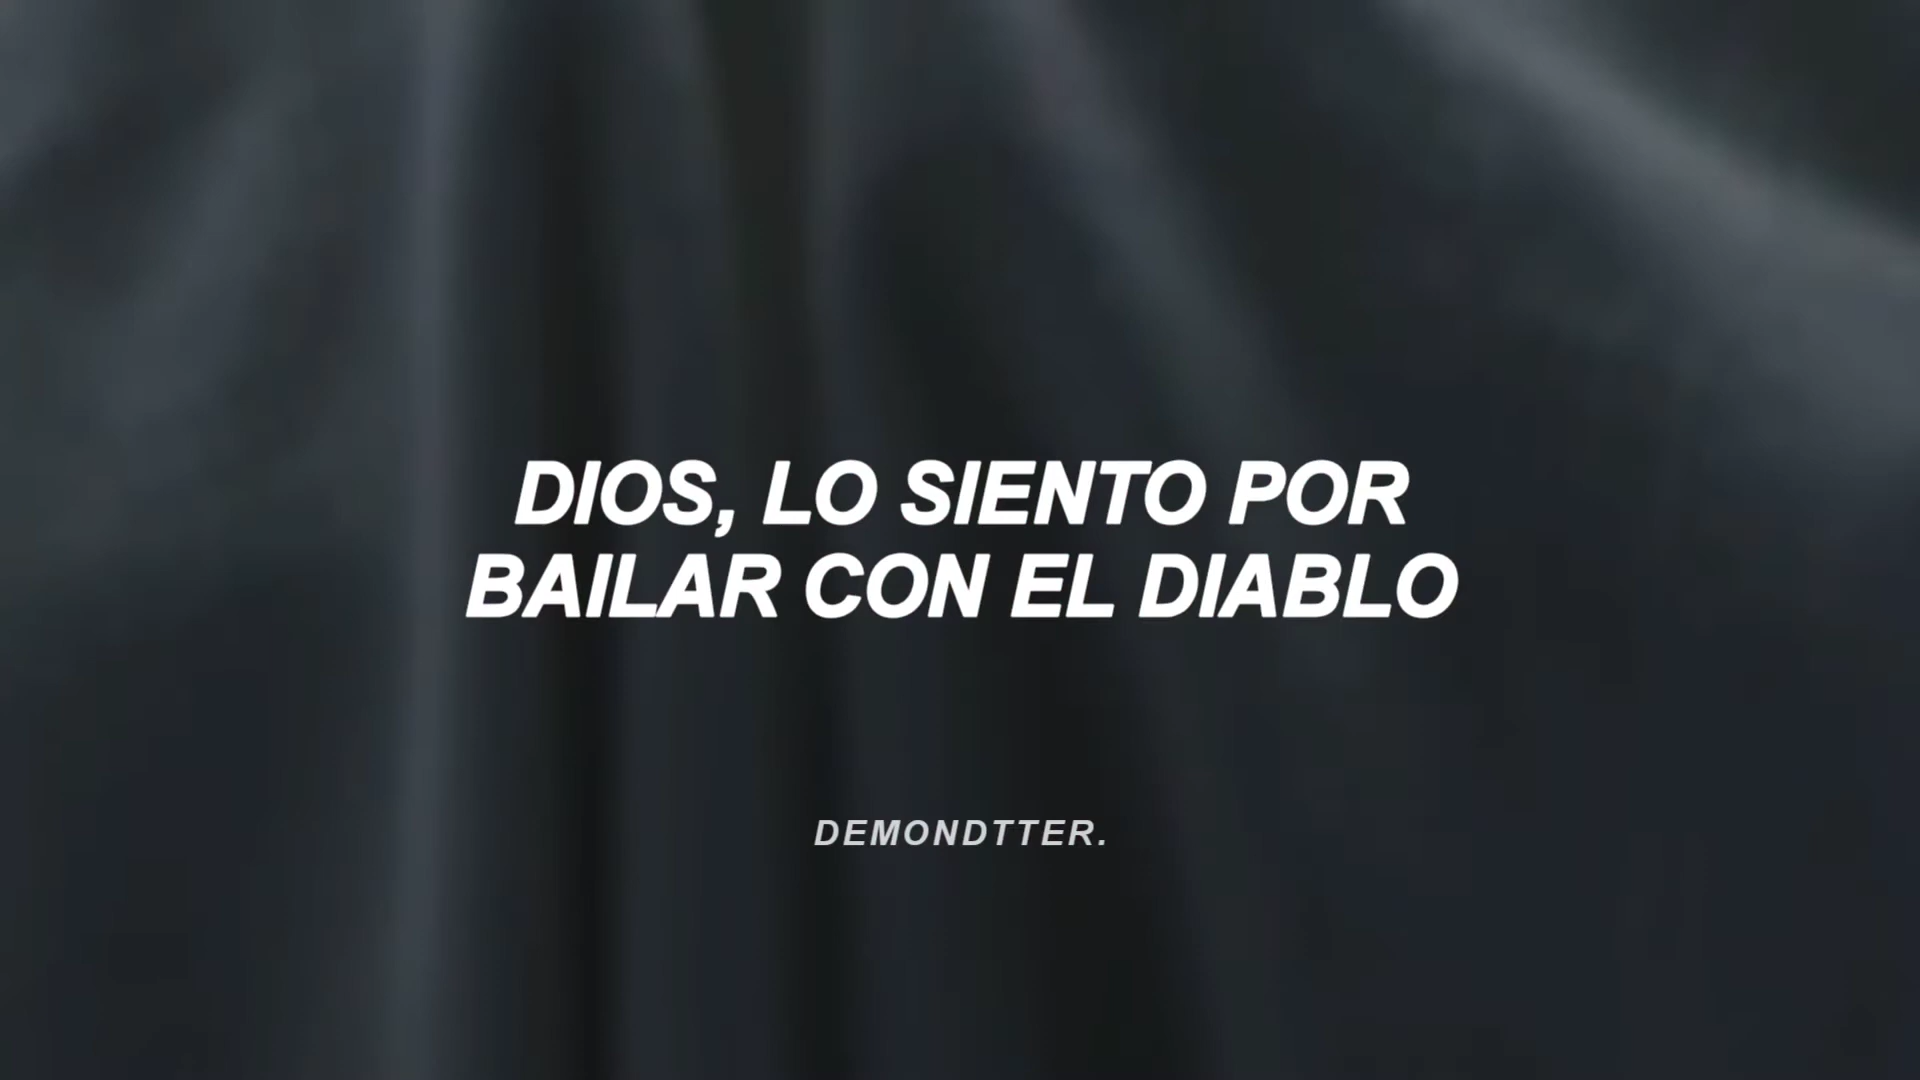 DIOS, LO SIENTO POR
BAILAR CON EL DIABLO
DEMONDTTER.